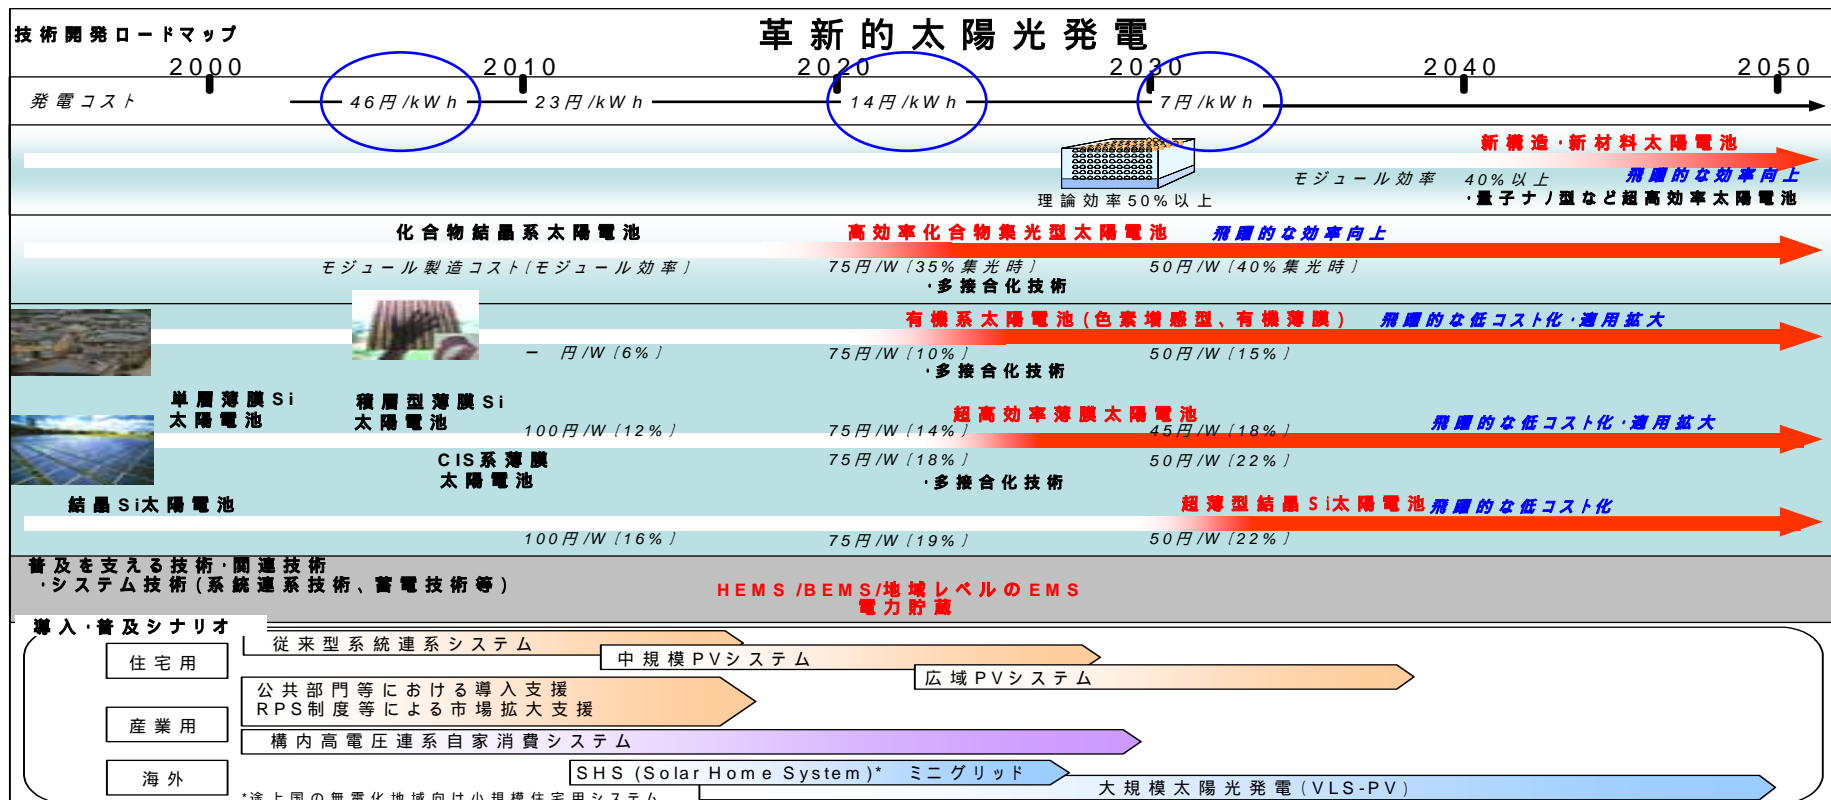 技術開発ロードマップ
革新的太陽光発電
2000 2010 2020 2030 2040 2050
発電コスト 46円/kWh 23円/kWh 14円/kWh 7円/kWh
新構造・新材料太陽電池
モジュール効率 40%以上 飛躍的な効率向上
理論効率50%以上 ・量子ナノ型など超高効率太陽電池
化合物結晶系太陽電池 高効率化合物集光型太陽電池 飛躍的な効率向上
モジュール製造コスト〔モジュール効率〕 75円/W〔35%集光時〕 50円/W〔40%集光時〕
・多接合化技術
有機系太陽電池(色素増感型、有機薄膜) 飛躍的な低コスト化・適用拡大
－ 円/W〔6%〕 75円/W〔10%〕 50円/W〔15%〕
・多接合化技術
単層薄膜Si
太陽電池
積層型薄膜Si
太陽電池
超高効率薄膜太陽電池 飛躍的な低コスト化・適用拡大
100円/W〔12%〕 75円/W〔14%〕 45円/W〔18%〕
CIS系薄膜
太陽電池
75円/W〔18%〕 50円/W〔22%〕
・多接合化技術
結晶Si太陽電池 超薄型結晶Si太陽電池 飛躍的な低コスト化
100円/W〔16%〕 75円/W〔19%〕 50円/W〔22%〕
普及を支える技術・関連技術
・システム技術(系統連系技術、蓄電技術等)
HEMS/BEMS/地域レベルのEMS
電力貯蔵
導入・普及シナリオ
住宅用 従来型系統連系システム
中規模PVシステム
広域PVシステム
産業用 公共部門等における導入支援
RPS制度等による市場拡大支援
構内高電圧連系自家消費システム
海外 SHS(Solar Home System)* ミニグリッド
大規模太陽光発電(VLS-PV)
*途上国の無電化地域向け小規模住宅用システム